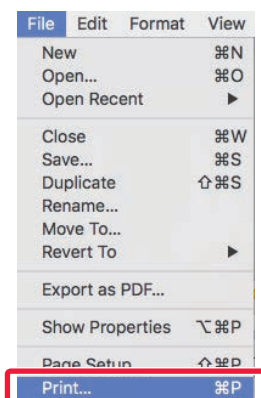 File Edit Format View
New ⌘N
Open... ⌘O
Open Recent ▶
Close ⌘W
Save... ⌘S
Duplicate ⇧⌘S
Rename...
Move To...
Revert To ▶
Export as PDF...
Show Properties ⌥⌘P
Page Setup ⇧⌘P
Print... ⌘P